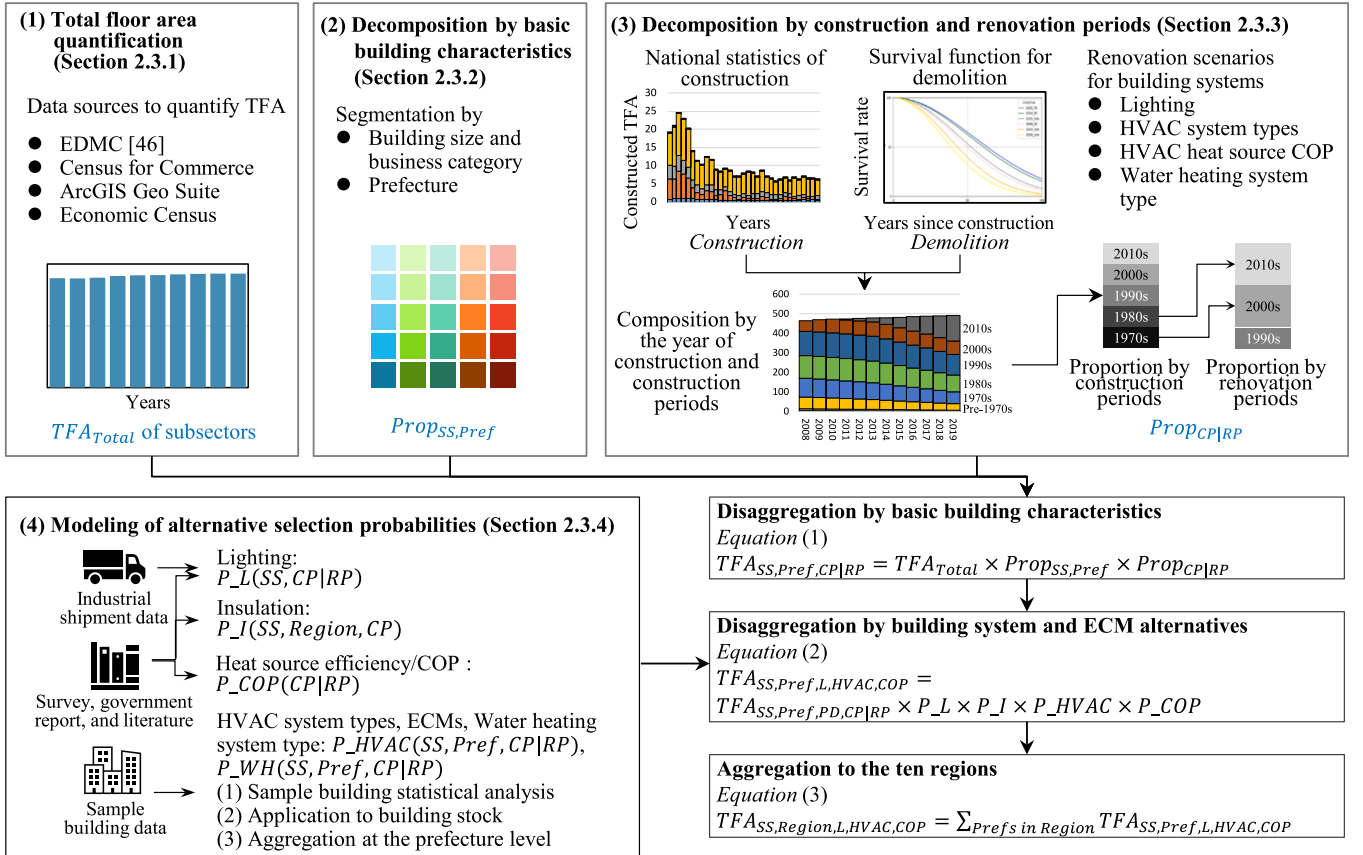 (1) Total floor area
quantification
(Section 2.3.1)
Data sources to quantify TFA
● EDMC [46]
● Census for Commerce
● ArcGIS Geo Suite
● Economic Census
Years
TFA_Total of subsectors
(2) Decomposition by basic
building characteristics
(Section 2.3.2)
Segmentation by
● Building size and
business category
● Prefecture
Prop_SS,Pref
(3) Decomposition by construction and renovation periods (Section 2.3.3)
National statistics of
construction
Constructed TFA
30
25
20
15
10
5
0
Years
Construction
Survival function for
demolition
Survival rate
Years since construction
Demolition
Renovation scenarios
for building systems
● Lighting
● HVAC system types
● HVAC heat source COP
● Water heating system
type
Composition by
the year of
construction and
construction
periods
600
500
400
300
200
100
0
2010s
2000s
1990s
1980s
1970s
Pre-1970s
2008 2009 2010 2011 2012 2013 2014 2015 2016 2017 2018 2019
2010s
2000s
1990s
1980s
1970s
Proportion by
construction
periods
2010s
2000s
1990s
Proportion by
renovation
periods
Prop_CP|RP
(4) Modeling of alternative selection probabilities (Section 2.3.4)
Industrial
shipment data
Survey, government
report, and literature
Sample
building data
Lighting:
P_L(SS, CP|RP)
Insulation:
P_I(SS, Region, CP)
Heat source efficiency/COP :
P_COP(CP|RP)
HVAC system types, ECMs, Water heating
system type: P_HVAC(SS, Pref, CP|RP),
P_WH(SS, Pref, CP|RP)
(1) Sample building statistical analysis
(2) Application to building stock
(3) Aggregation at the prefecture level
Disaggregation by basic building characteristics
Equation (1)
TFA_SS,Pref,CP|RP = TFA_Total × Prop_SS,Pref × Prop_CP|RP
Disaggregation by building system and ECM alternatives
Equation (2)
TFA_SS,Pref,L,HVAC,COP =
TFA_SS,Pref,PD,CP|RP × P_L × P_I × P_HVAC × P_COP
Aggregation to the ten regions
Equation (3)
TFA_SS,Region,L,HVAC,COP = ∑_Prefs in Region TFA_SS,Pref,L,HVAC,COP